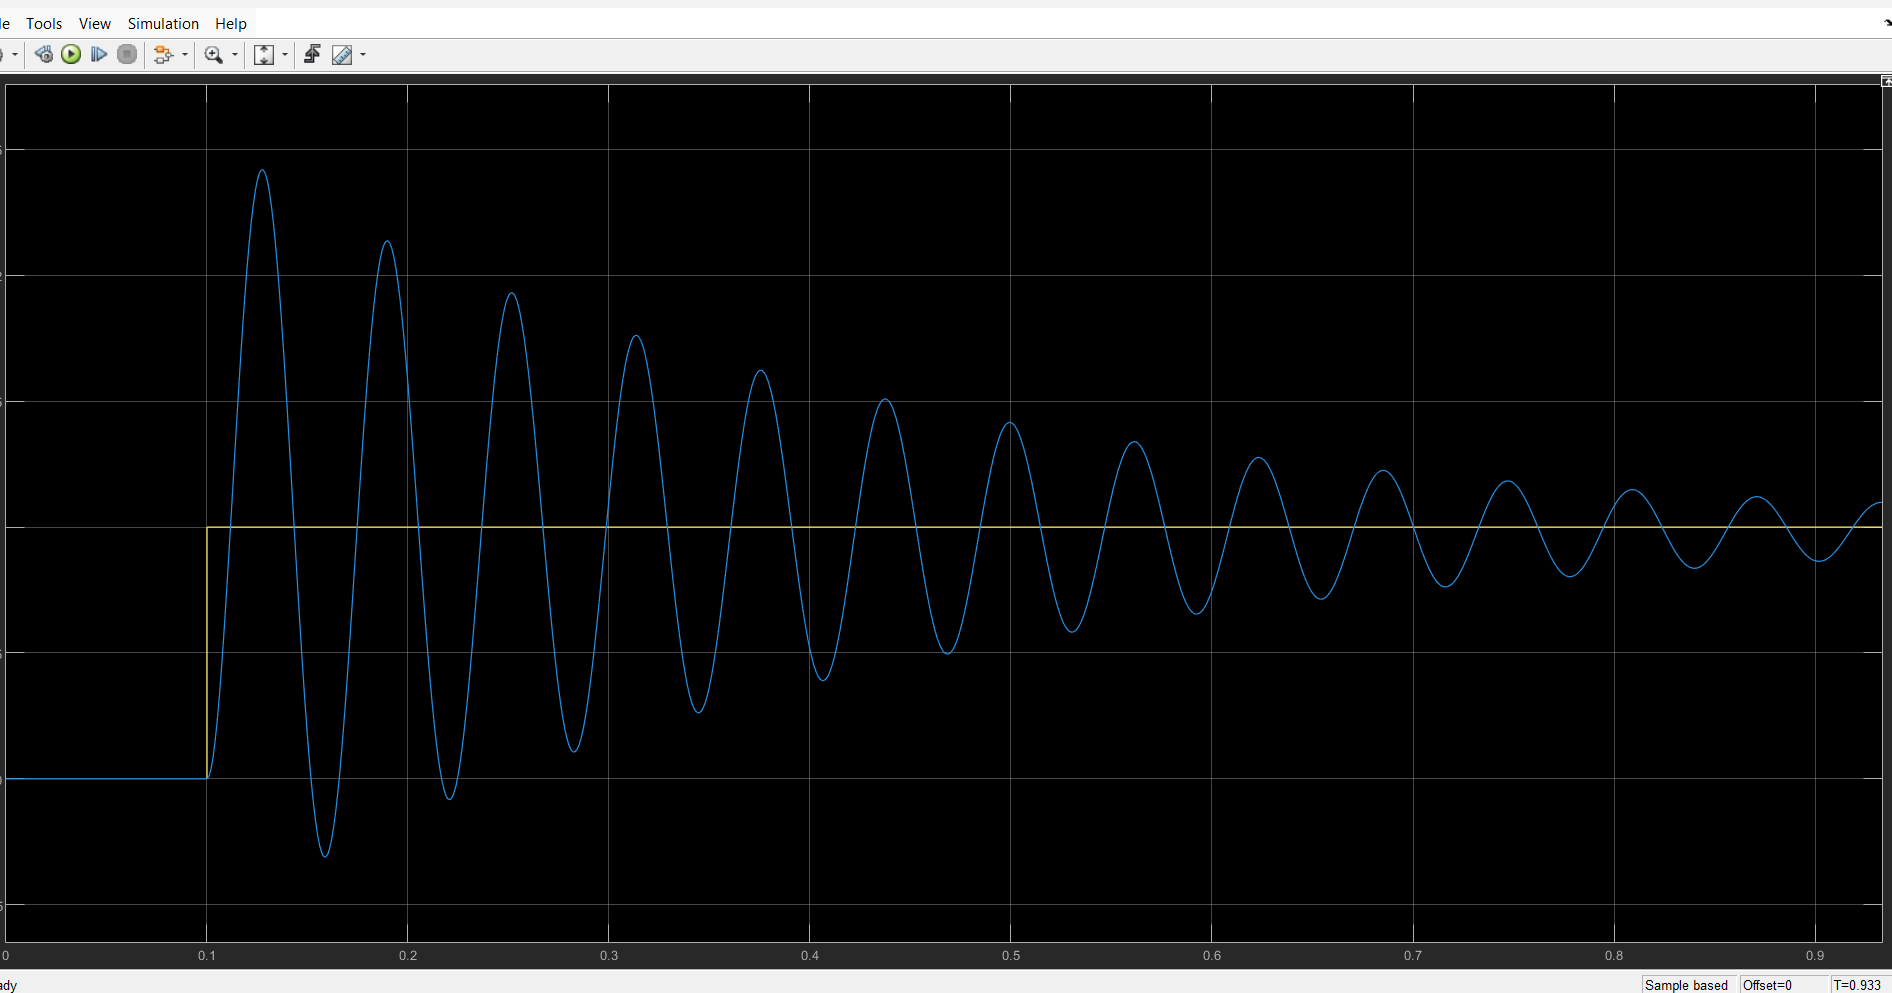 le Tools View Simulation Help
0 0.1 0.2 0.3 0.4 0.5 0.6 0.7 0.8 0.9
ady Sample based Offset=0 T=0.933